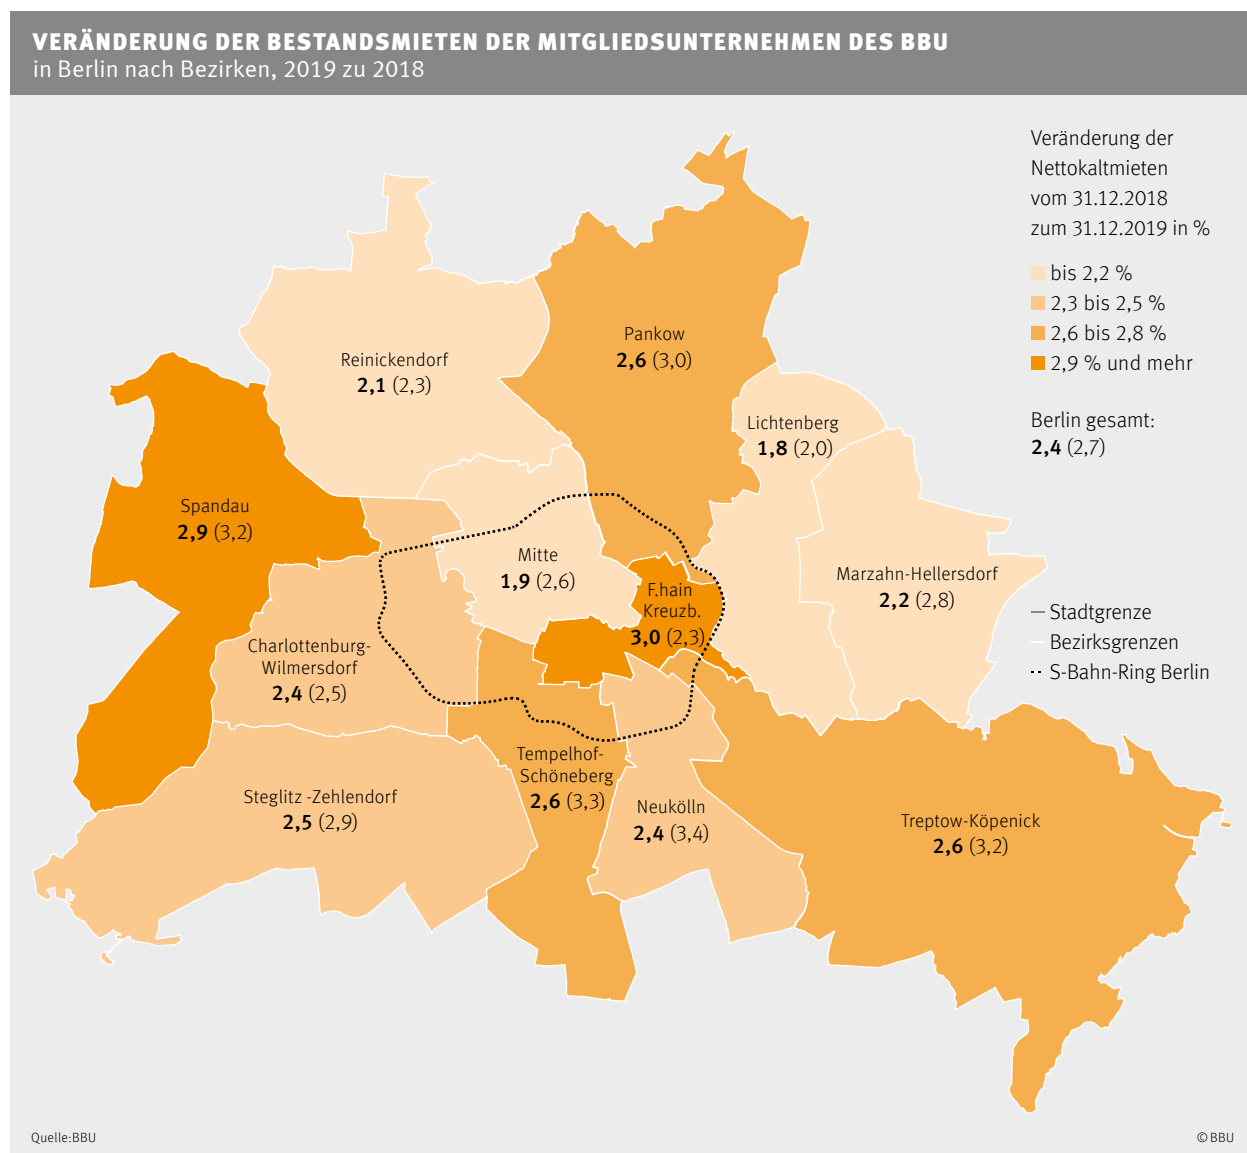 VERÄNDERUNG DER BESTANDSMIETEN DER MITGLIEDSUNTERNEHMEN DES BBU
in Berlin nach Bezirken, 2019 zu 2018
Veränderung der
Nettokaltmieten
vom 31.12.2018
zum 31.12.2019 in %
bis 2,2 %
2,3 bis 2,5 %
2,6 bis 2,8 %
2,9 % und mehr
Berlin gesamt:
2,4 (2,7)
Pankow
2,6 (3,0)
Reinickendorf
2,1 (2,3)
Lichtenberg
1,8 (2,0)
Spandau
2,9 (3,2)
Mitte
1,9 (2,6)
Marzahn-Hellersdorf
2,2 (2,8)
F.hain
Kreuzb.
3,0 (2,3)
Charlottenburg-
Wilmersdorf
2,4 (2,5)
Stadtgrenze
Bezirksgrenzen
S-Bahn-Ring Berlin
Tempelhof-
Schöneberg
2,6 (3,3)
Steglitz -Zehlendorf
2,5 (2,9)
Neukölln
2,4 (3,4)
Treptow-Köpenick
2,6 (3,2)
Quelle:BBU
© BBU